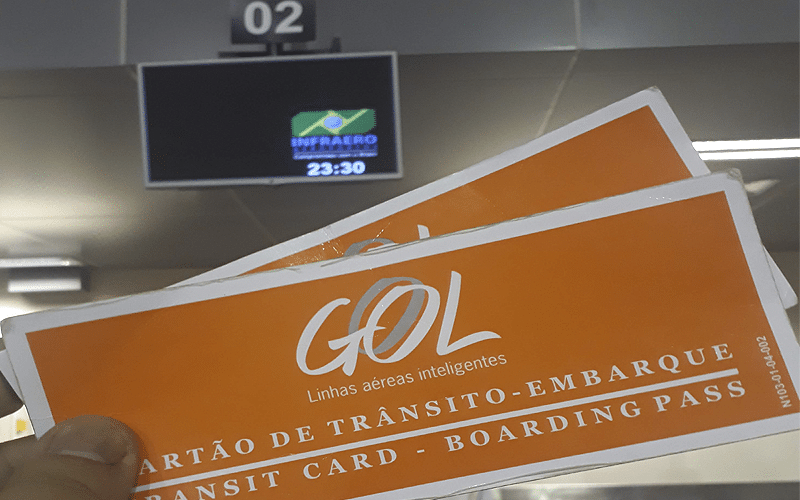 02
INFRAERO
23:30
GOL
Linhas aéreas inteligentes
ARTÃO DE TRÂNSITO-EMBARQUE
RANSIT CARD - BOARDING PASS
N103-01-04-002